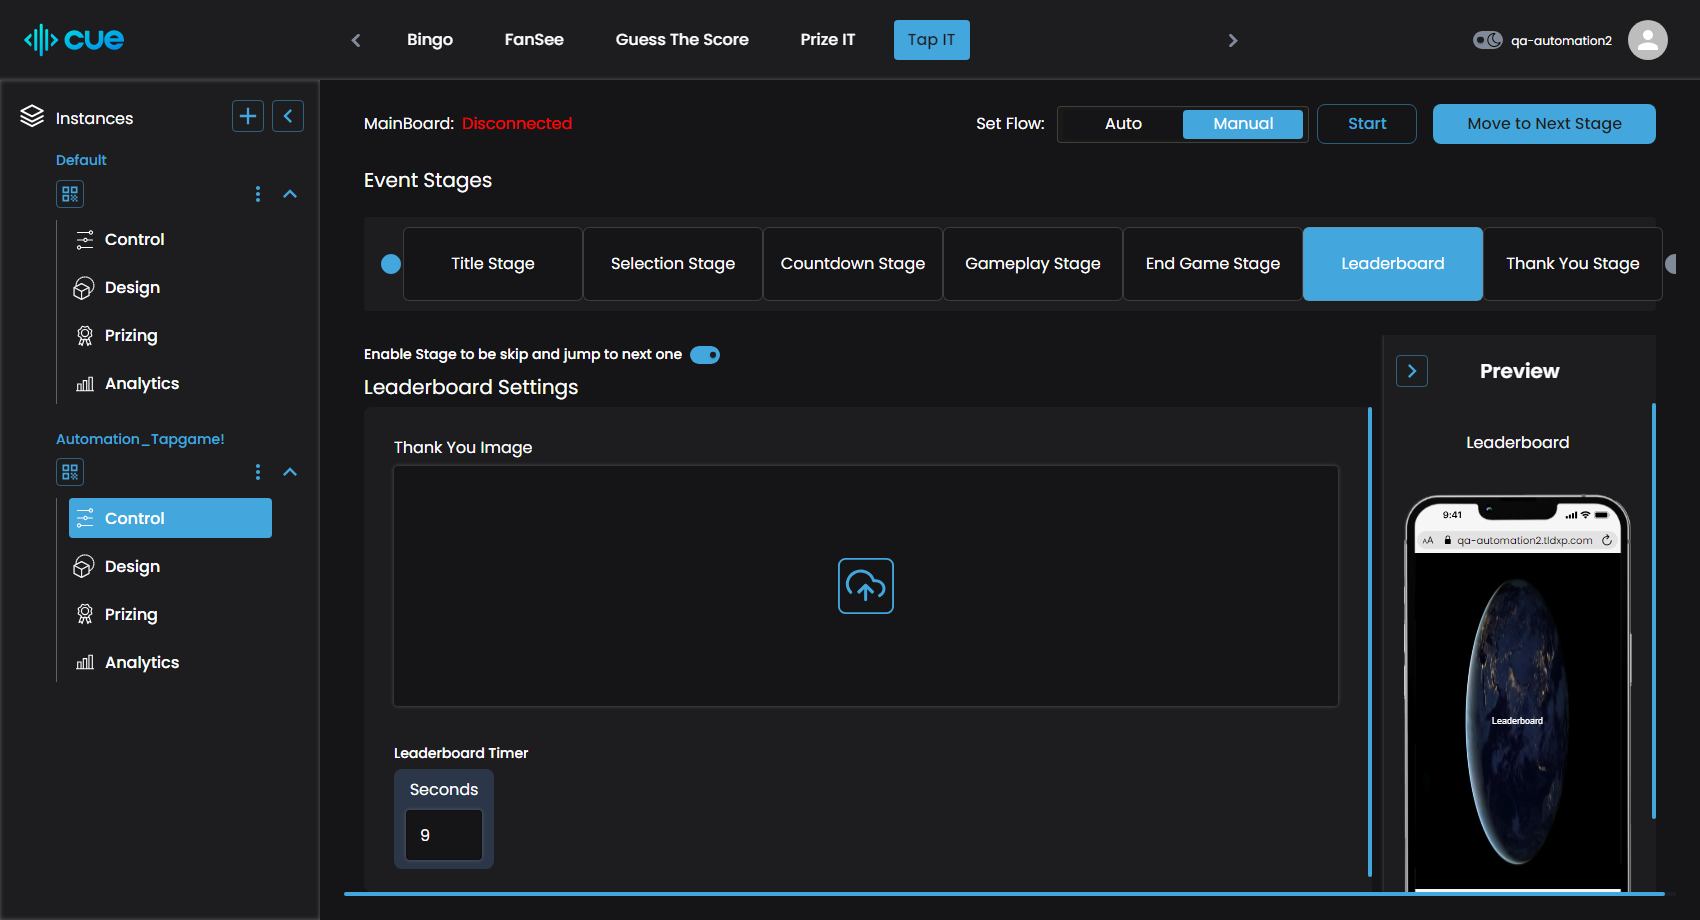 cue
Bingo
FanSee
Guess The Score
Prize IT
Tap IT
qa-automation2
Instances
Default
Control
Design
Prizing
Analytics
Automation_Tapgame!
Control
Design
Prizing
Analytics
MainBoard: Disconnected
Set Flow:
Auto
Manual
Start
Move to Next Stage
Event Stages
Title Stage
Selection Stage
Countdown Stage
Gameplay Stage
End Game Stage
Leaderboard
Thank You Stage
Enable Stage to be skip and jump to next one
Leaderboard Settings
Thank You Image
Leaderboard Timer
Seconds
9
Preview
Leaderboard
9:41
AA qa-automation2.tldxp.com
Leaderboard